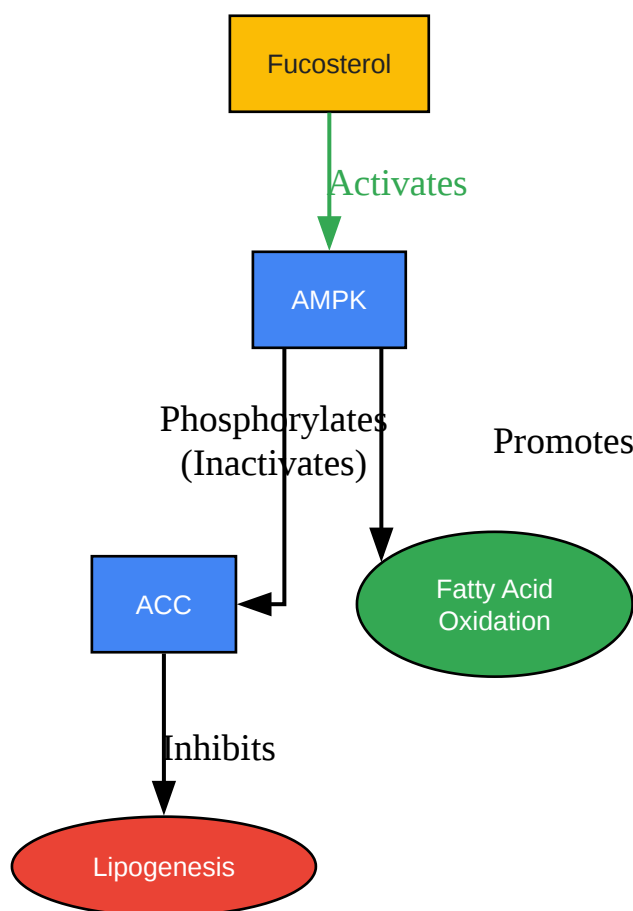 Fucosterol
Activates
AMPK
Phosphorylates
(Inactivates)
Promotes
ACC
Fatty Acid
Oxidation
Inhibits
Lipogenesis